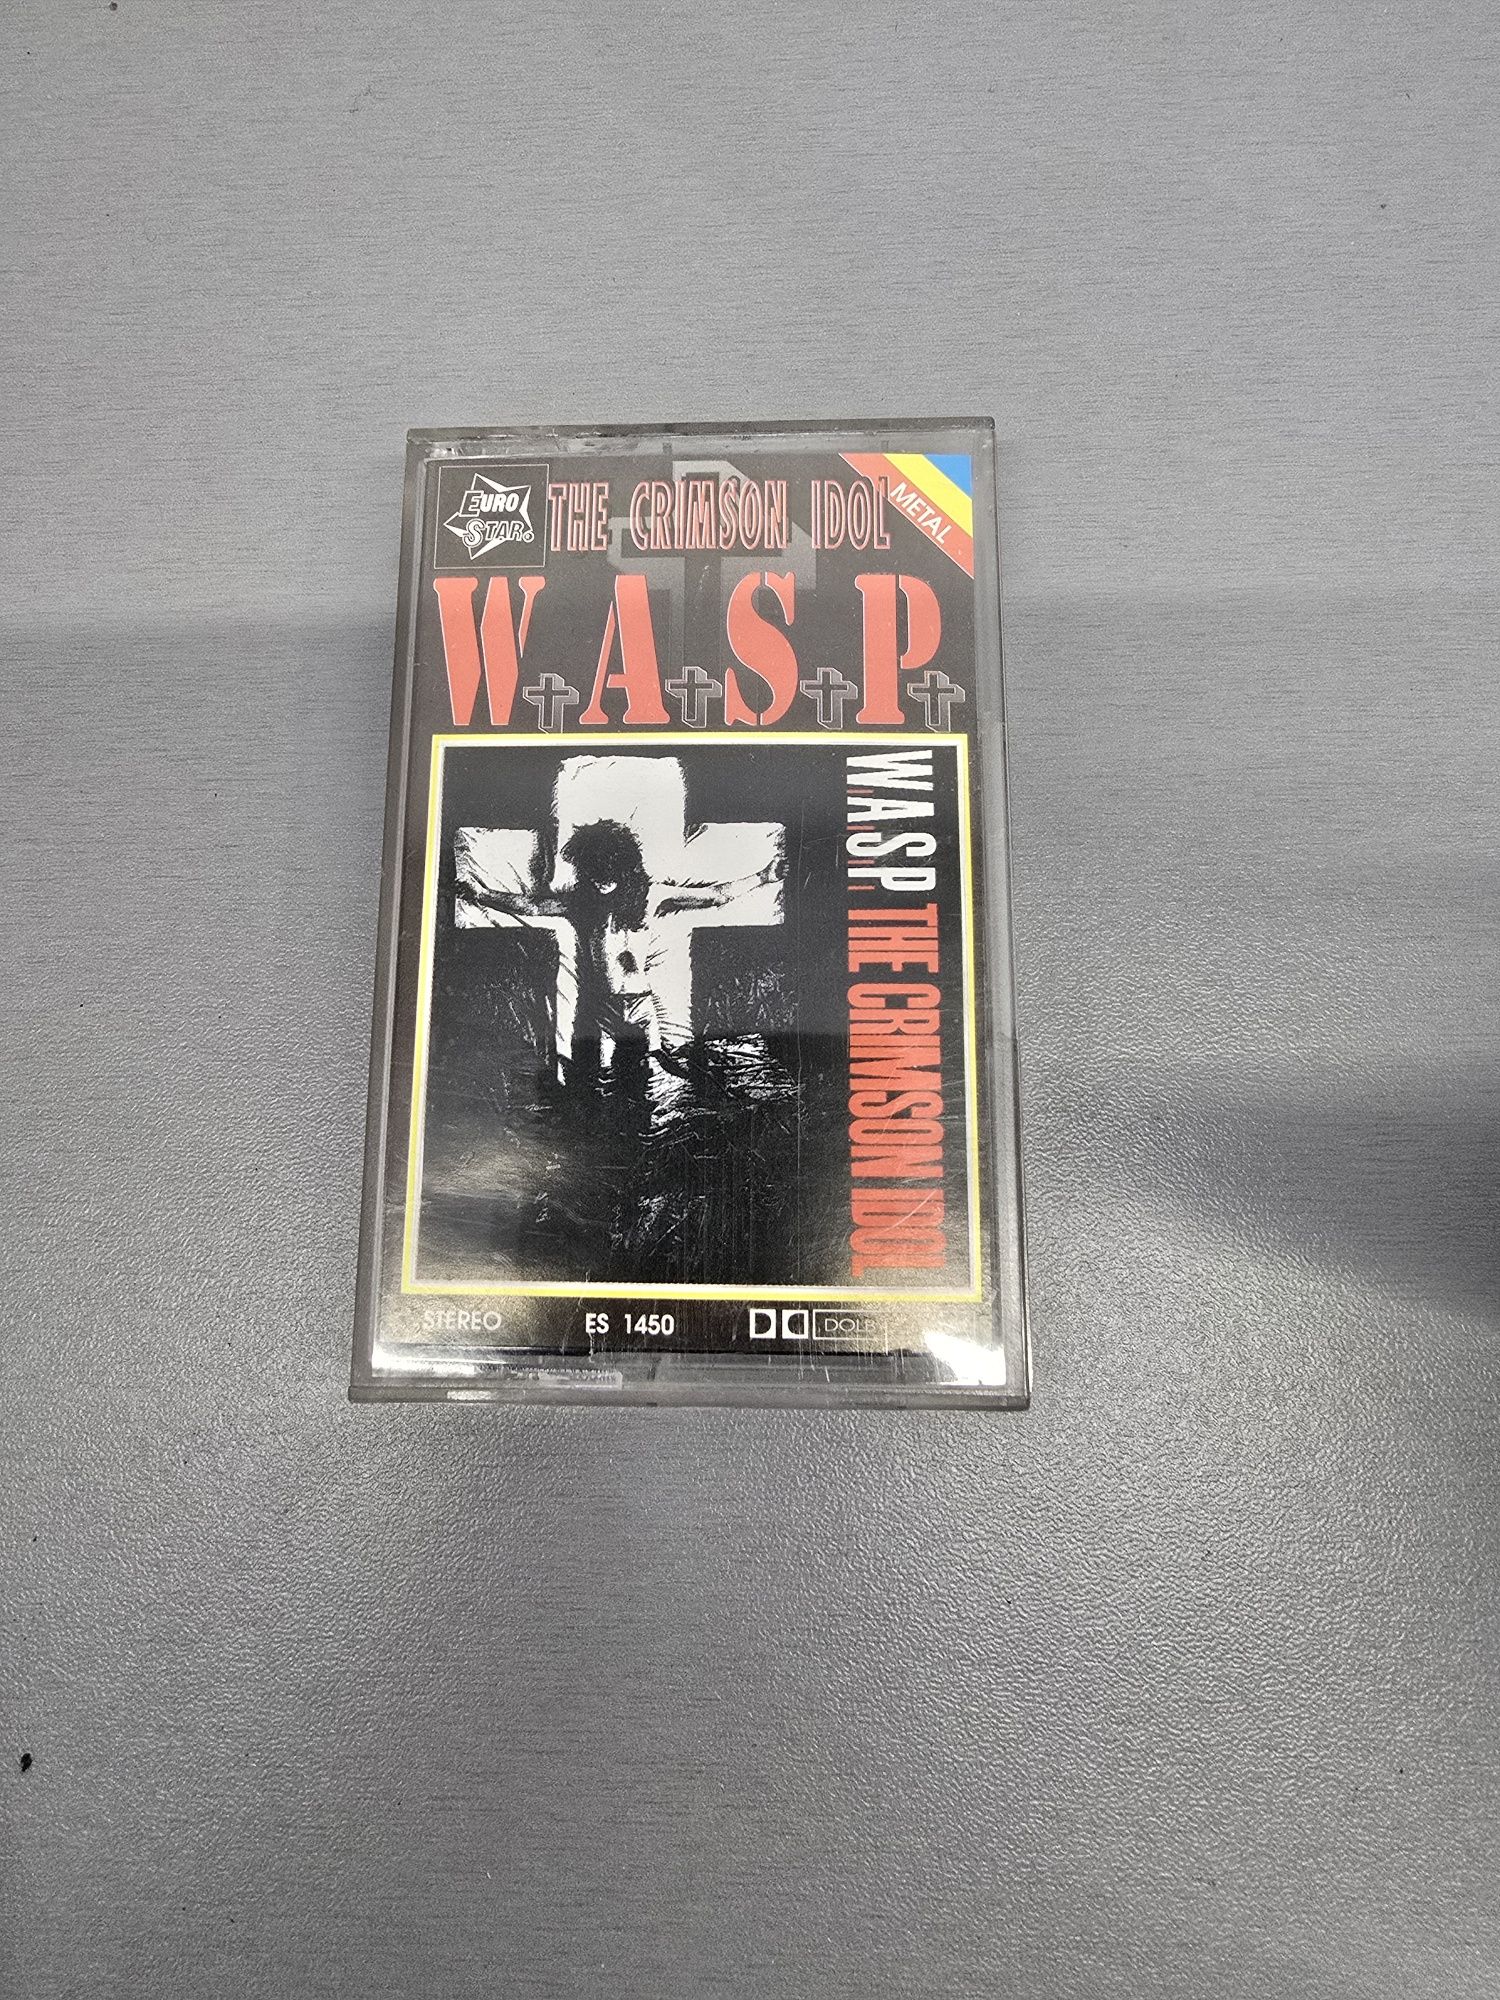 EURO
STAR
THE CRIMSON IDOL
METAL
W.A.S.P.
W.A.S.P. THE CRIMSON IDOL
STEREO
ES 1450
DOLB